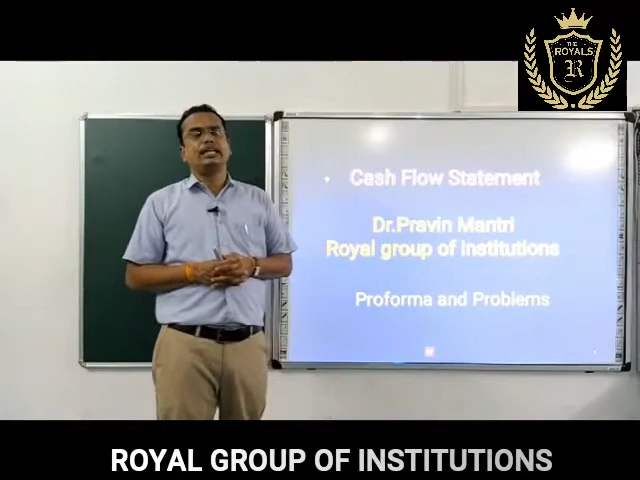 THE
ROYALS
R
Cash Flow Statement
Dr.Pravin Mantri
Royal group of Institutions
Proforma and Problems
ROYAL GROUP OF INSTITUTIONS